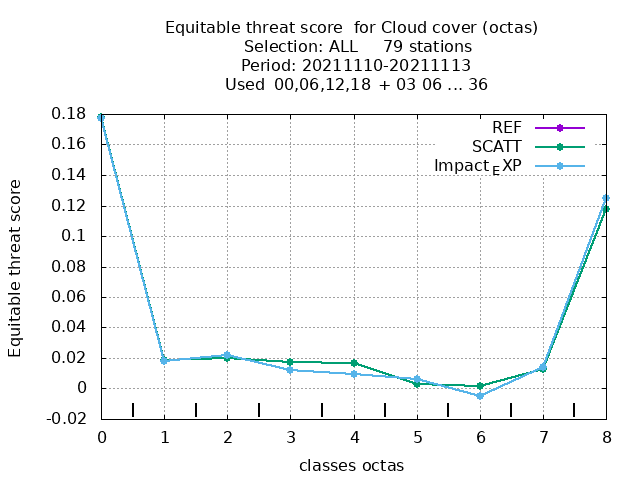 Equitable threat score  for Cloud cover (octas)
Selection: ALL     79 stations
Period: 20211110-20211113
Used  00,06,12,18  + 03 06 ... 36
REF
SCATT
Impact_EXP
0.18
0.16
0.14
0.12
0.1
0.08
0.06
0.04
0.02
0
-0.02
Equitable threat score
0 1 2 3 4 5 6 7 8
classes octas